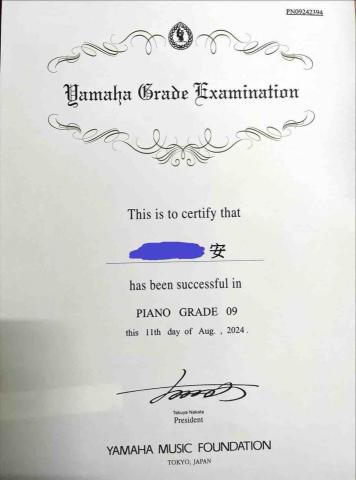 PN09242394
Yamaha Grade Examination
This is to certify that
安
has been successful in
PIANO GRADE 09
this 11th day of Aug. , 2024.
Takuya Nakata
President
YAMAHA MUSIC FOUNDATION
TOKYO, JAPAN